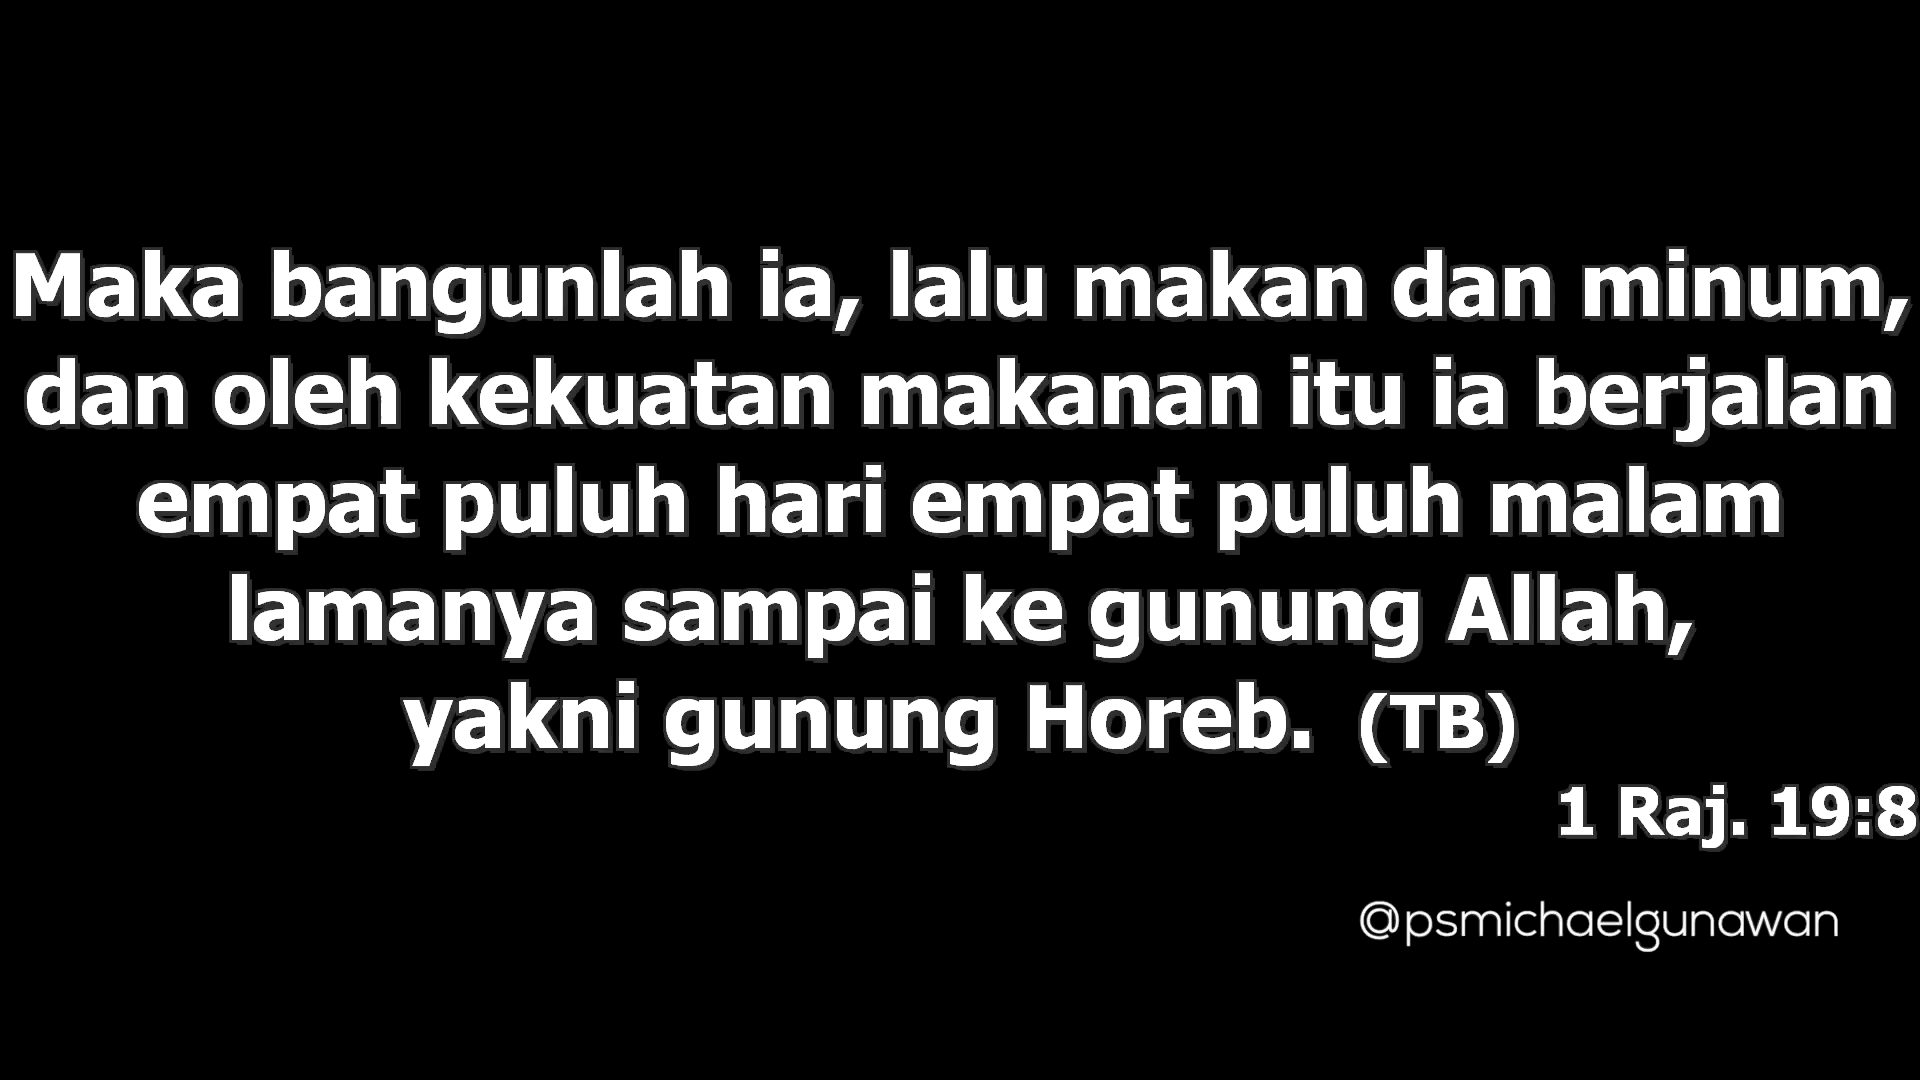 Maka bangunlah ia, lalu makan dan minum,
dan oleh kekuatan makanan itu ia berjalan
empat puluh hari empat puluh malam
lamanya sampai ke gunung Allah,
yakni gunung Horeb. (TB)
1 Raj. 19:8
@psmichaelgunawan